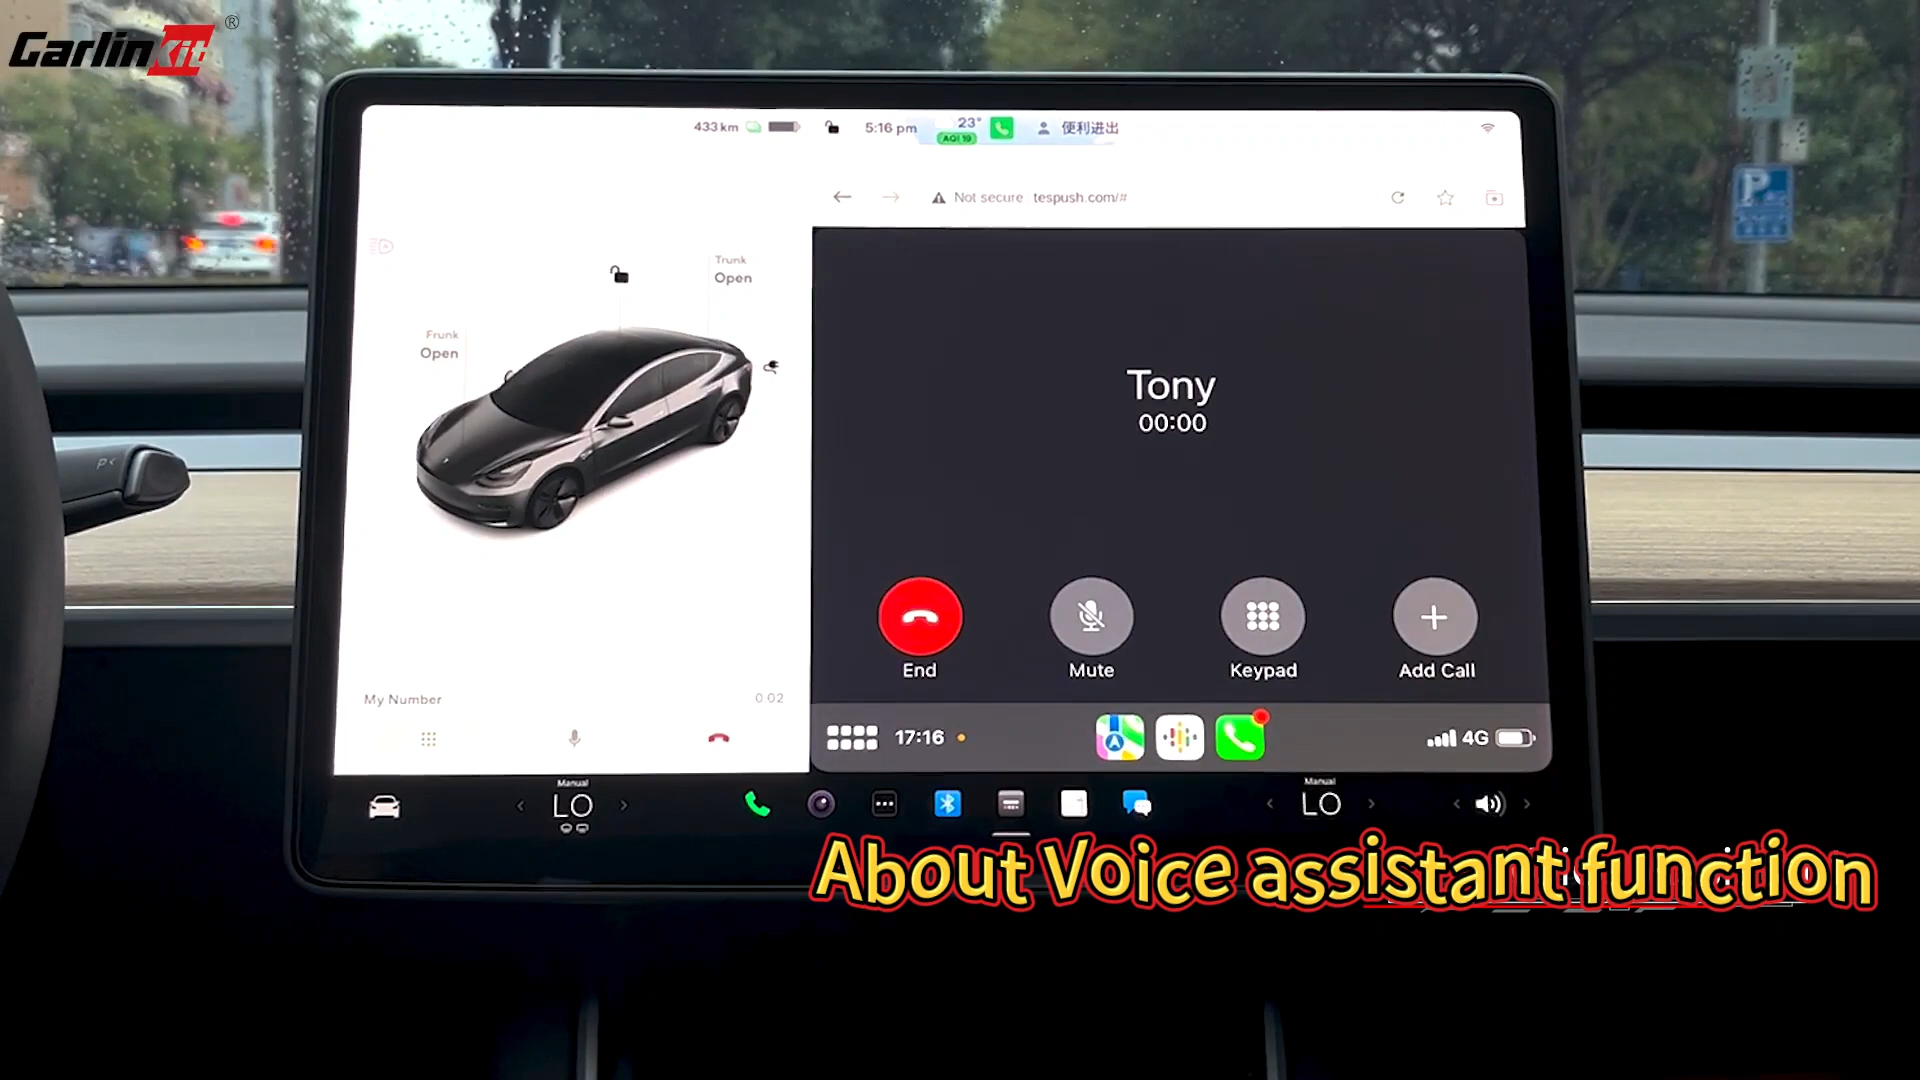 Carlinkit®
433 km
5:16 pm
23°
AQI 19
便利进出
Not secure tespush.com/#
Trunk
Open
Frunk
Open
P
Tony
00:00
End
Mute
Keypad
Add Call
My Number
0:02
17:16
4G
Manual
LO
Manual
LO
About Voice assistant function
P